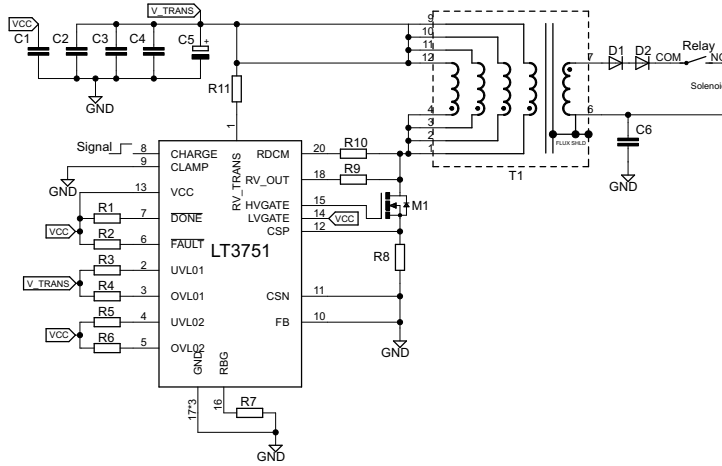 VCC
V_TRANS
C1
C2
C3
C4
C5
+
GND
R11
1
9
10
11
12
4
3
2
1
7
6
FLUX SHLD
T1
D1
D2
COM
Relay
NO
Solenoid
C6
GND
Signal
8
CHARGE
9
CLAMP
13
VCC
R1
7
DONE
VCC
R2
6
FAULT
R3
2
UVL01
V_TRANS
R4
3
OVL01
R5
4
UVL02
VCC
R6
5
OVL02
RV_TRANS
LT3751
RDCM
20
R10
RV_OUT
18
R9
HVGATE
15
M1
LVGATE
14
VCC
CSP
12
R8
CSN
11
FB
10
GND
GND
RBG
17*3
16
R7
GND